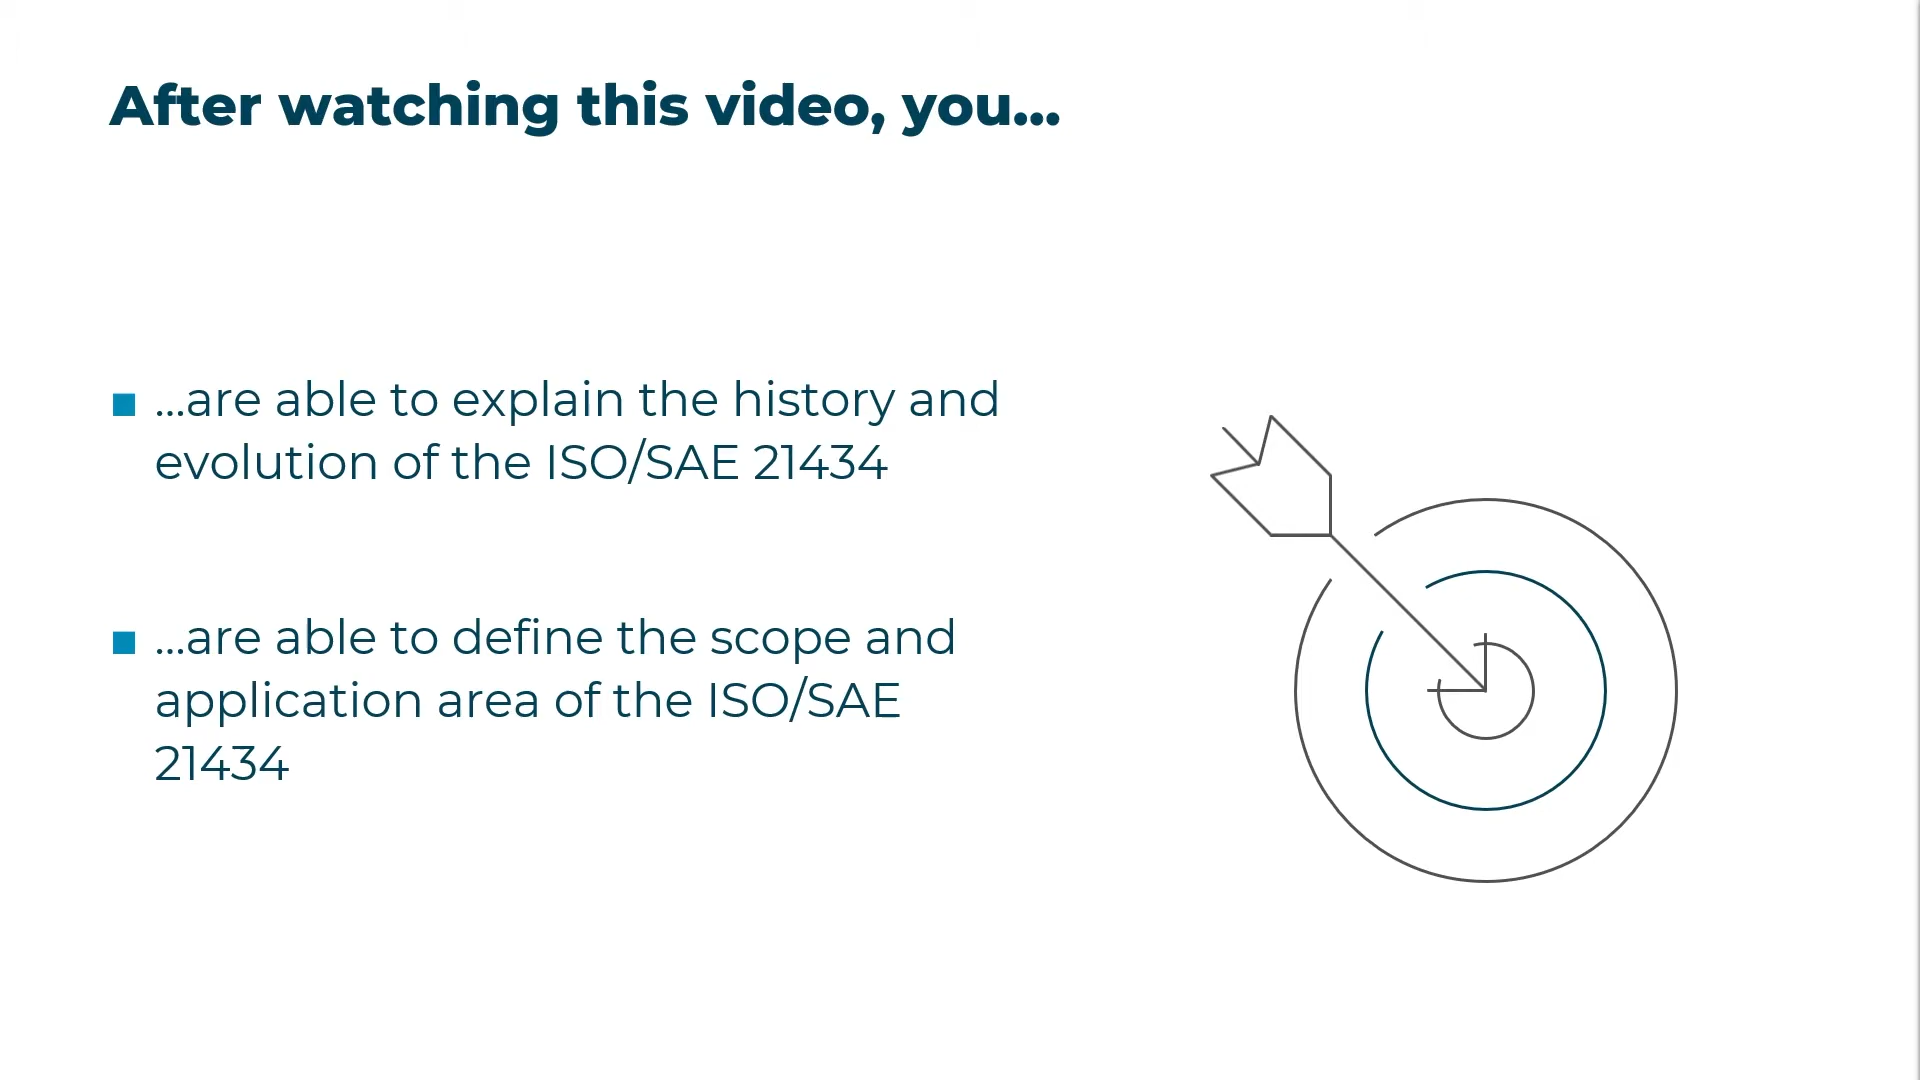 After watching this video, you...
...are able to explain the history and
evolution of the ISO/SAE 21434
...are able to define the scope and
application area of the ISO/SAE
21434